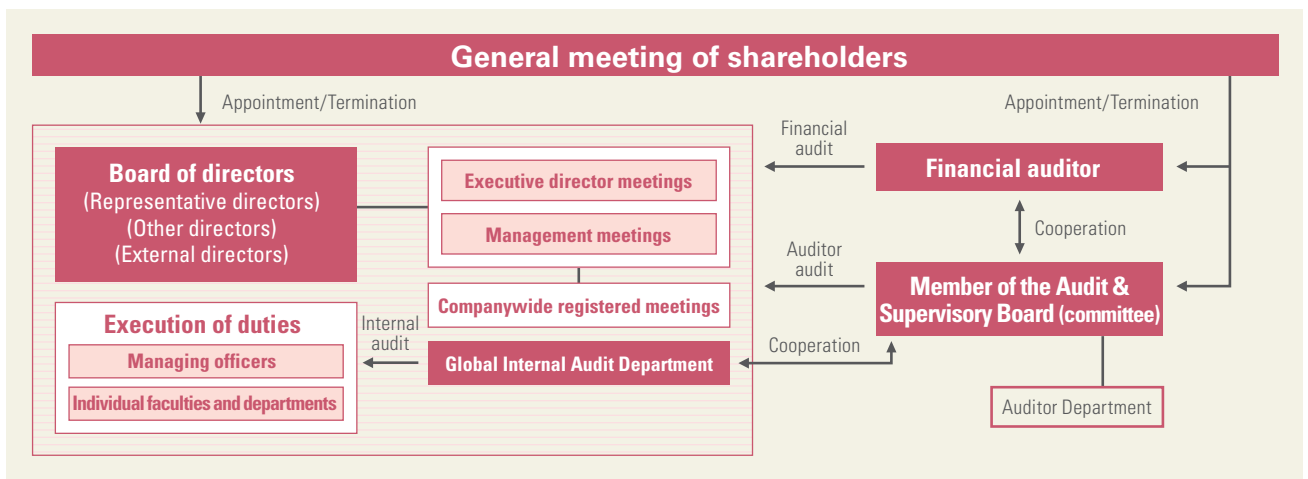 General meeting of shareholders
Appointment/Termination
Appointment/Termination
Board of directors
(Representative directors)
(Other directors)
(External directors)
Executive director meetings
Management meetings
Companywide registered meetings
Financial
audit
Financial auditor
Cooperation
Auditor
audit
Member of the Audit &
Supervisory Board (committee)
Execution of duties
Managing officers
Individual faculties and departments
Internal
audit
Global Internal Audit Department
Cooperation
Auditor Department